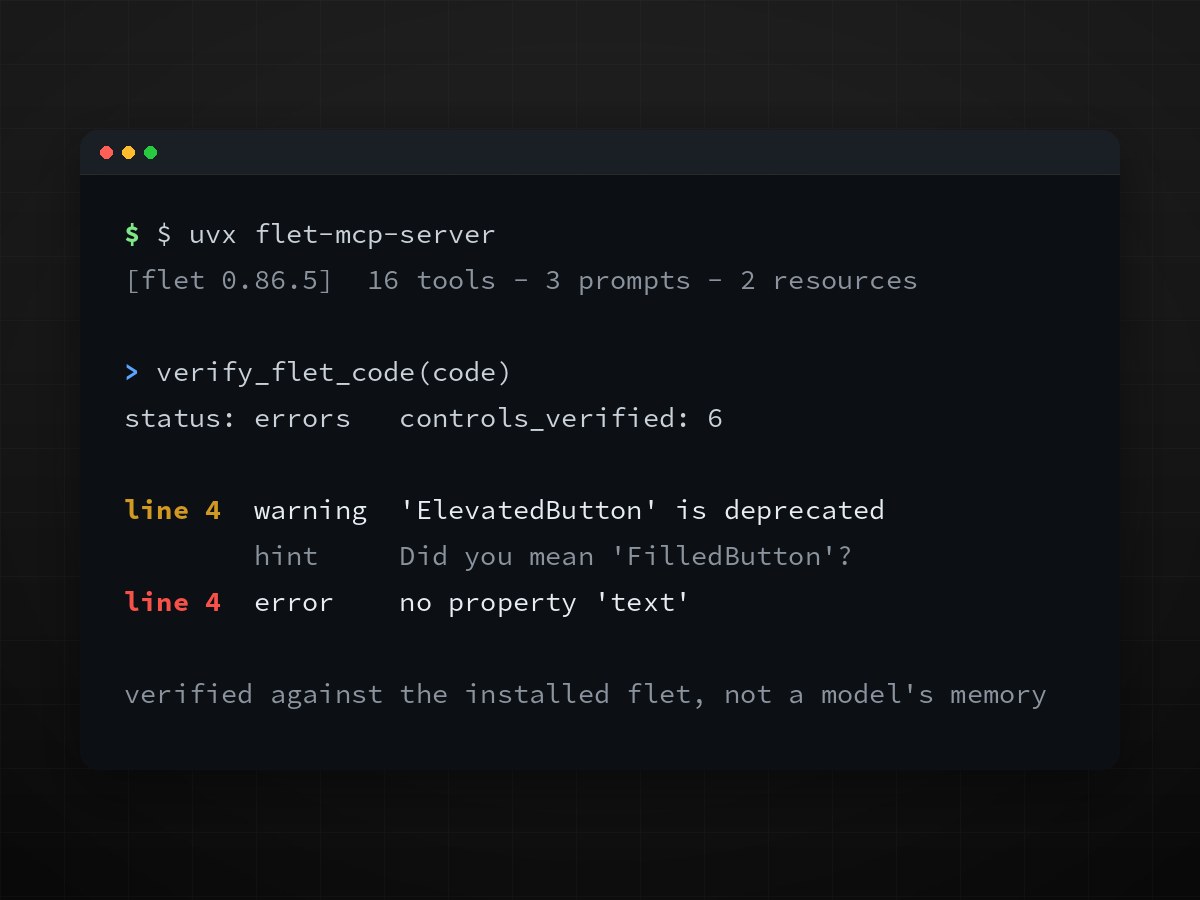 $ $ uvx flet-mcp-server
[flet 0.86.5]  16 tools - 3 prompts - 2 resources
> verify_flet_code(code)
status: errors   controls_verified: 6
line 4  warning  'ElevatedButton' is deprecated
hint     Did you mean 'FilledButton'?
line 4  error    no property 'text'
verified against the installed flet, not a model's memory